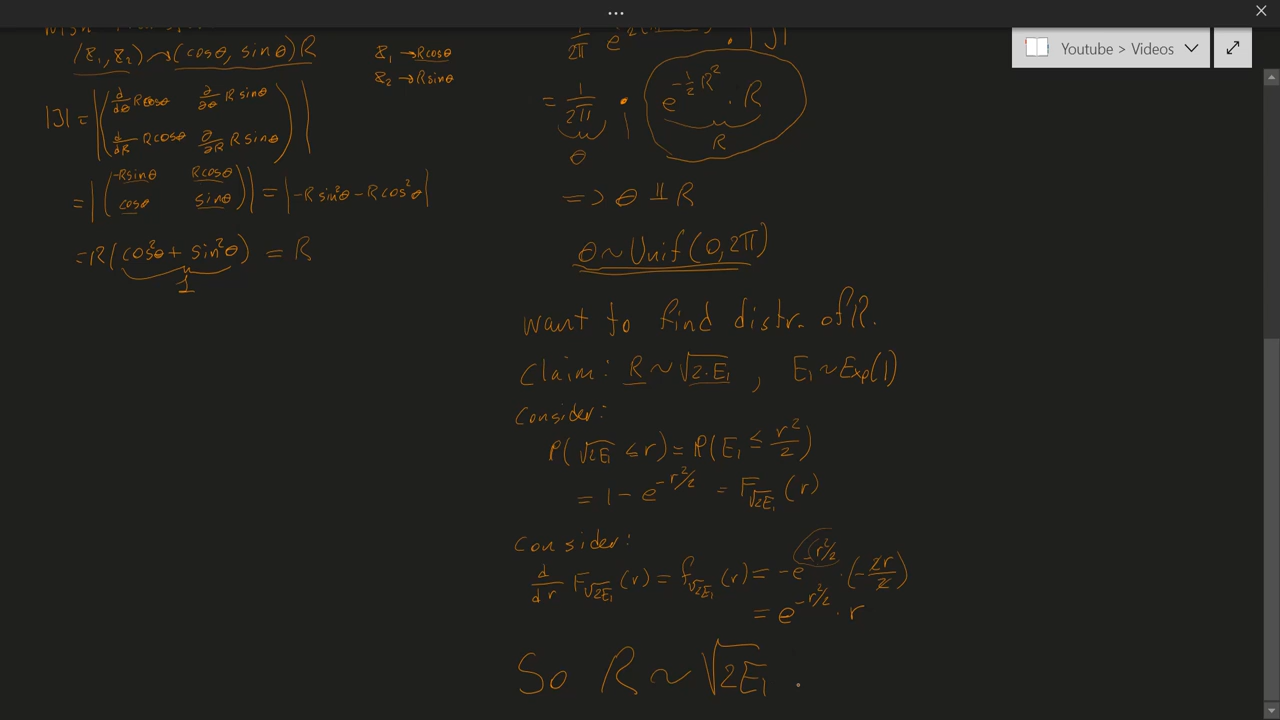 Youtube > Videos
(z₁, z₂) ⤳ (cosθ, sinθ) R
z₁ → Rcosθ
z₂ → Rsinθ
|J| = |( d/dθ Rcosθ ∂/∂θ R sinθ
d/dR Rcosθ ∂/∂R R sinθ )|
= |( -Rsinθ Rcosθ
cosθ sinθ )| = |-R sin²θ - R cos²θ|
= R(cos²θ + sin²θ) = R
1
= 1/2π · e^{-½R²} · R
θ R
=> θ ⫫ R
θ ~ Unif(0, 2π)
want to find distr. of R.
Claim: R ~ √(2·E₁) , E₁ ~ Exp(1)
Consider:
P(√2E₁ ≤ r) = P(E₁ ≤ r²/2)
= 1 - e^{-r²/2} = F_{√2E₁}(r)
Consider:
d/dr F_{√2E₁}(r) = f_{√2E₁}(r) = -e^{-r²/2} · (-2r/2)
= e^{-r²/2} · r
So R ~ √2E₁ .